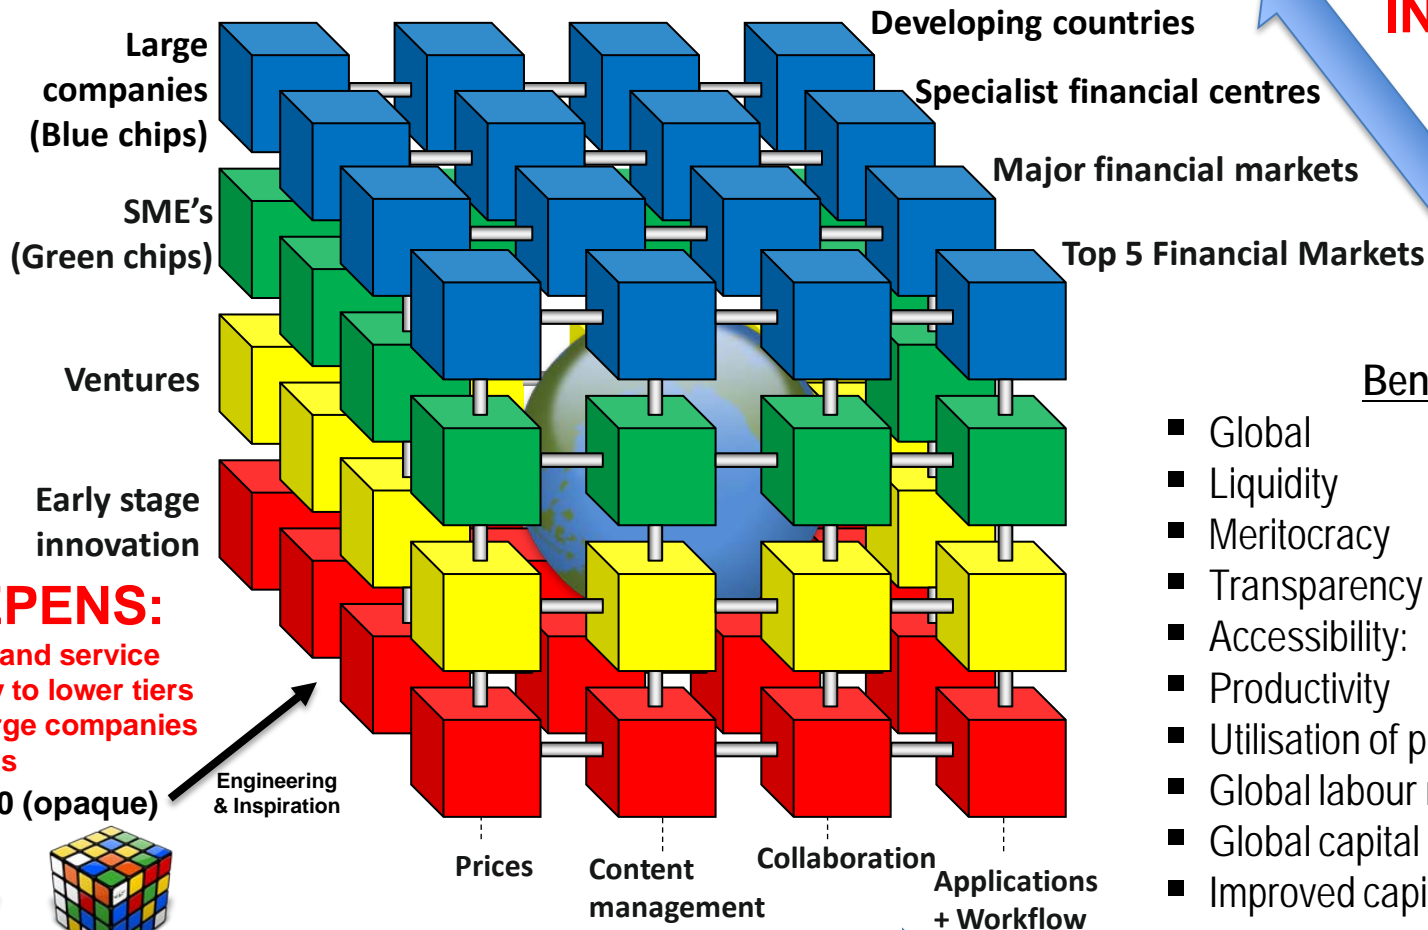 IN
Developing countries
Large
companies
(Blue chips)
Specialist financial centres
Major financial markets
SME's
(Green chips)
Top 5 Financial Markets
Ventures
Early stage
innovation
EPENS:
and service
to lower tiers
rge companies
s
0 (opaque)
Engineering
& Inspiration
Prices
Content
management
Collaboration
Applications
+ Workflow
Ben
■ Global
■ Liquidity
■ Meritocracy
■ Transparency
■ Accessibility:
■ Productivity
■ Utilisation of p
■ Global labour
■ Global capital
■ Improved capi